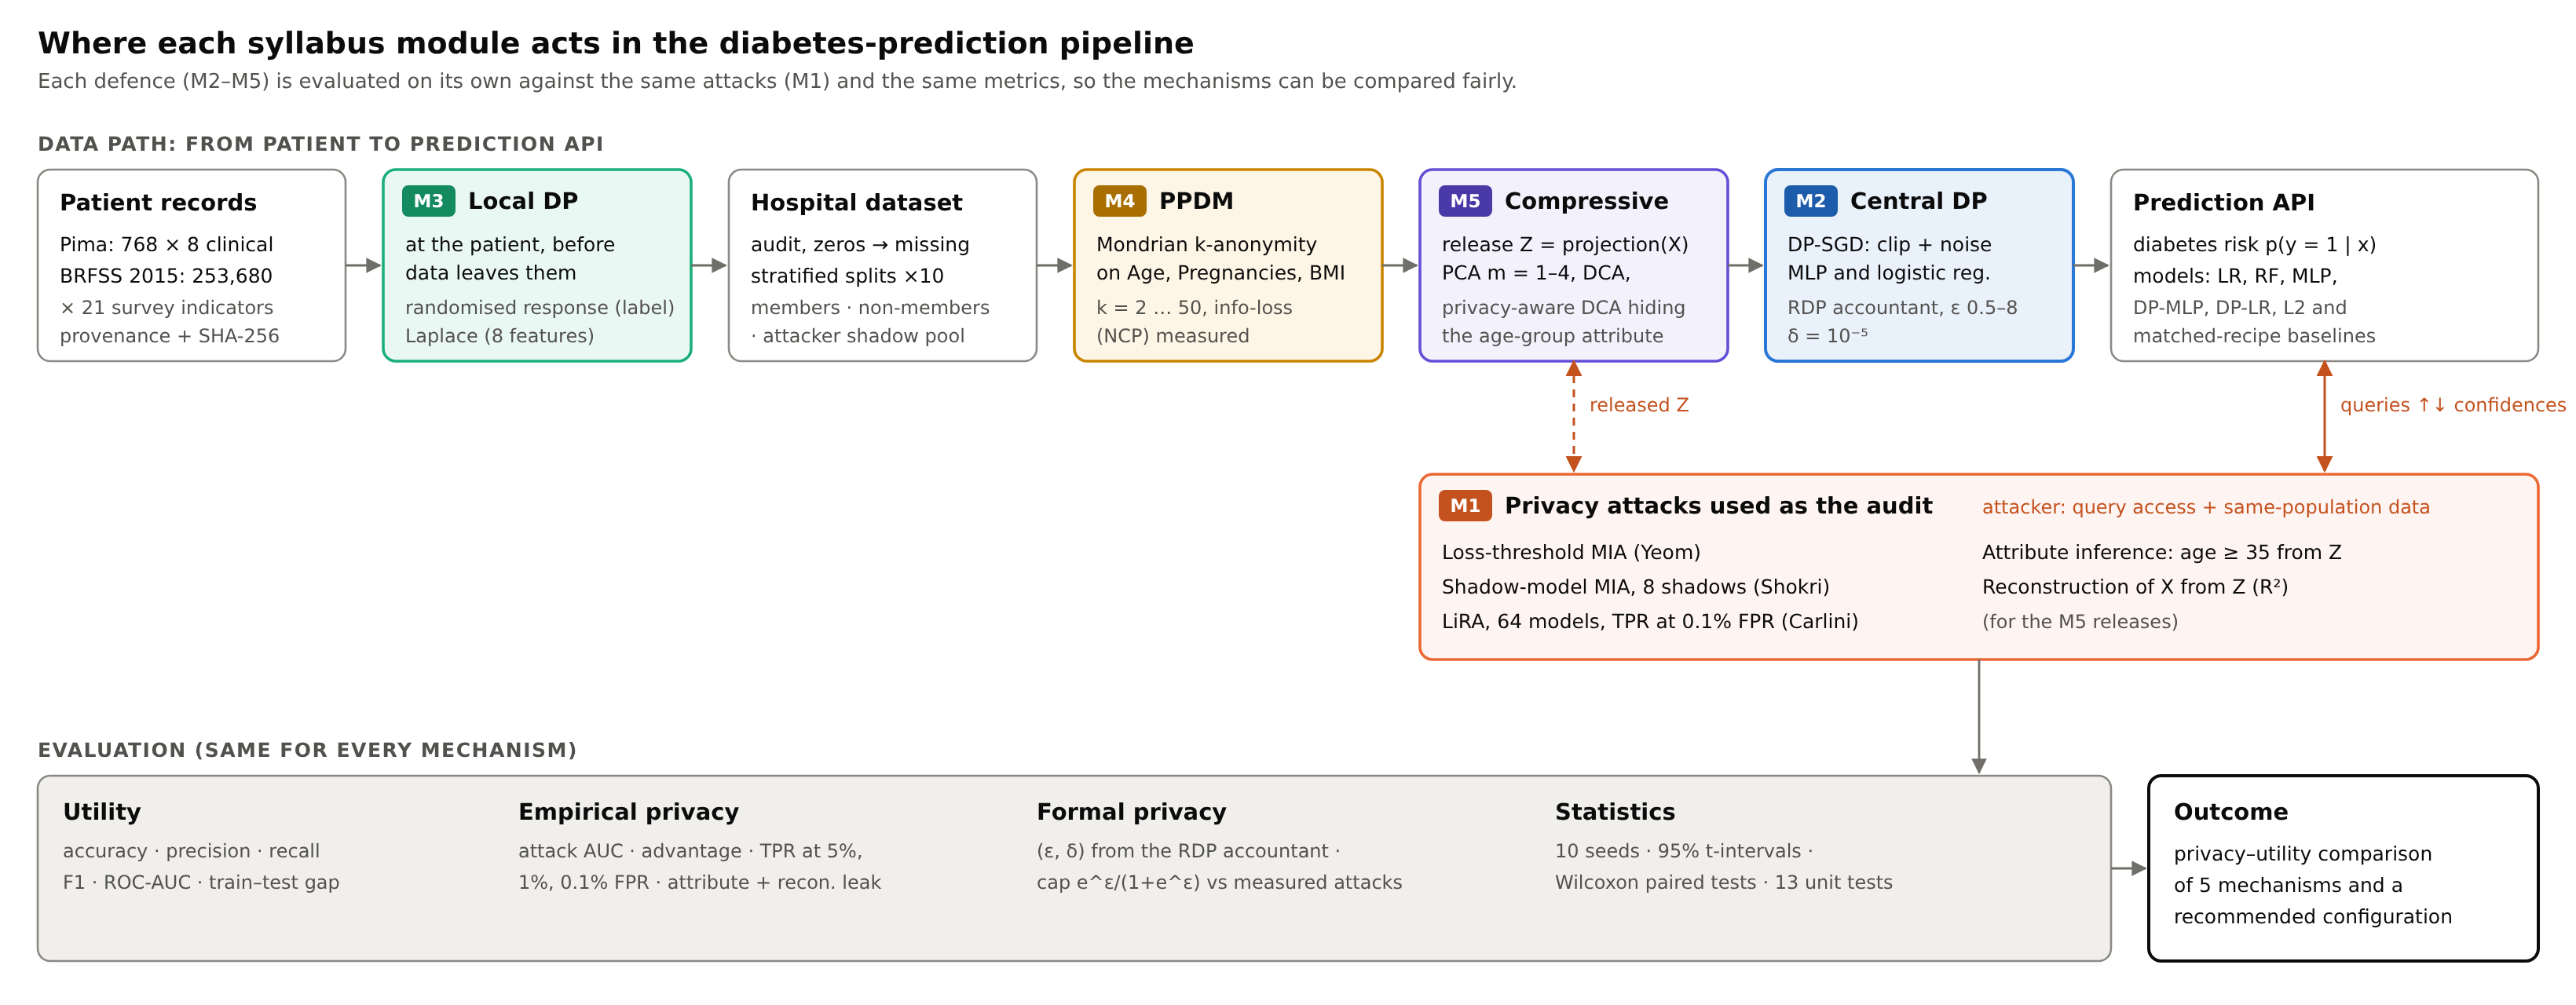 Where each syllabus module acts in the diabetes-prediction pipeline
Each defence (M2–M5) is evaluated on its own against the same attacks (M1) and the same metrics, so the mechanisms can be compared fairly.
DATA PATH: FROM PATIENT TO PREDICTION API
Patient records
Pima: 768 × 8 clinical
BRFSS 2015: 253,680
× 21 survey indicators
provenance + SHA-256
M3 Local DP
at the patient, before
data leaves them
randomised response (label)
Laplace (8 features)
Hospital dataset
audit, zeros → missing
stratified splits ×10
members · non-members
· attacker shadow pool
M4 PPDM
Mondrian k-anonymity
on Age, Pregnancies, BMI
k = 2 … 50, info-loss
(NCP) measured
M5 Compressive
release Z = projection(X)
PCA m = 1–4, DCA,
privacy-aware DCA hiding
the age-group attribute
M2 Central DP
DP-SGD: clip + noise
MLP and logistic reg.
RDP accountant, ε 0.5–8
δ = 10⁻⁵
Prediction API
diabetes risk p(y = 1 | x)
models: LR, RF, MLP,
DP-MLP, DP-LR, L2 and
matched-recipe baselines
released Z
queries ↑↓ confidences
M1 Privacy attacks used as the audit
attacker: query access + same-population data
Loss-threshold MIA (Yeom)
Shadow-model MIA, 8 shadows (Shokri)
LiRA, 64 models, TPR at 0.1% FPR (Carlini)
Attribute inference: age ≥ 35 from Z
Reconstruction of X from Z (R²)
(for the M5 releases)
EVALUATION (SAME FOR EVERY MECHANISM)
Utility
accuracy · precision · recall
F1 · ROC-AUC · train–test gap
Empirical privacy
attack AUC · advantage · TPR at 5%,
1%, 0.1% FPR · attribute + recon. leak
Formal privacy
(ε, δ) from the RDP accountant ·
cap e^ε/(1+e^ε) vs measured attacks
Statistics
10 seeds · 95% t-intervals ·
Wilcoxon paired tests · 13 unit tests
Outcome
privacy–utility comparison
of 5 mechanisms and a
recommended configuration